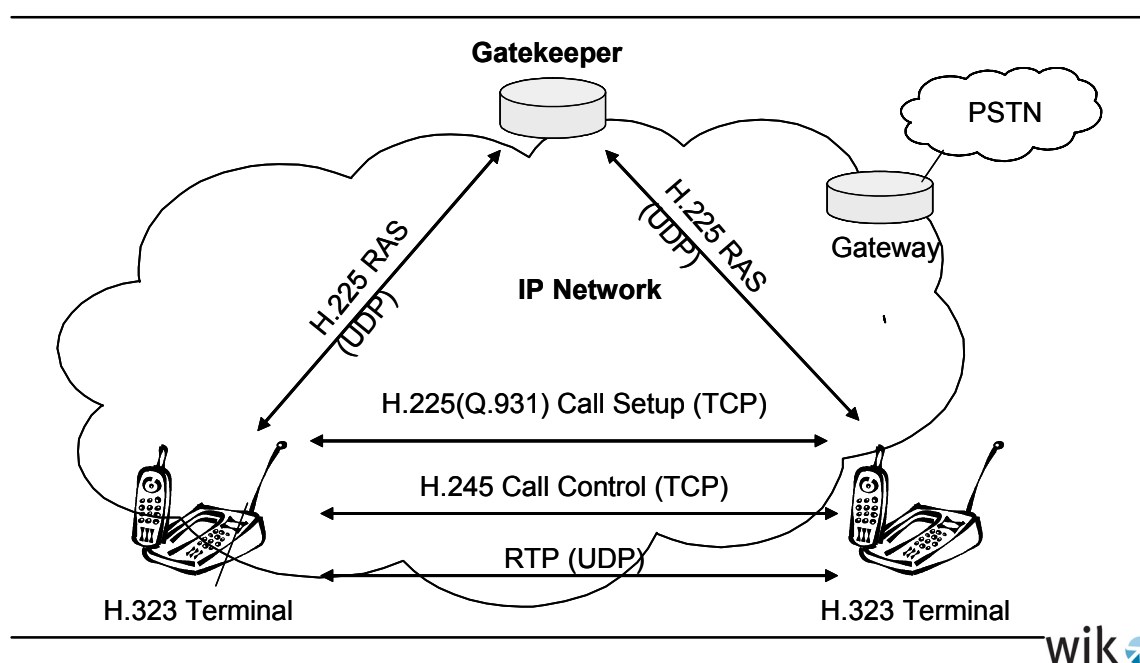 Gatekeeper
PSTN
H.225 RAS
(UDP)
H.225 RAS
(UDP)
Gateway
IP Network
H.225(Q.931) Call Setup (TCP)
H.245 Call Control (TCP)
RTP (UDP)
H.323 Terminal
H.323 Terminal
wik